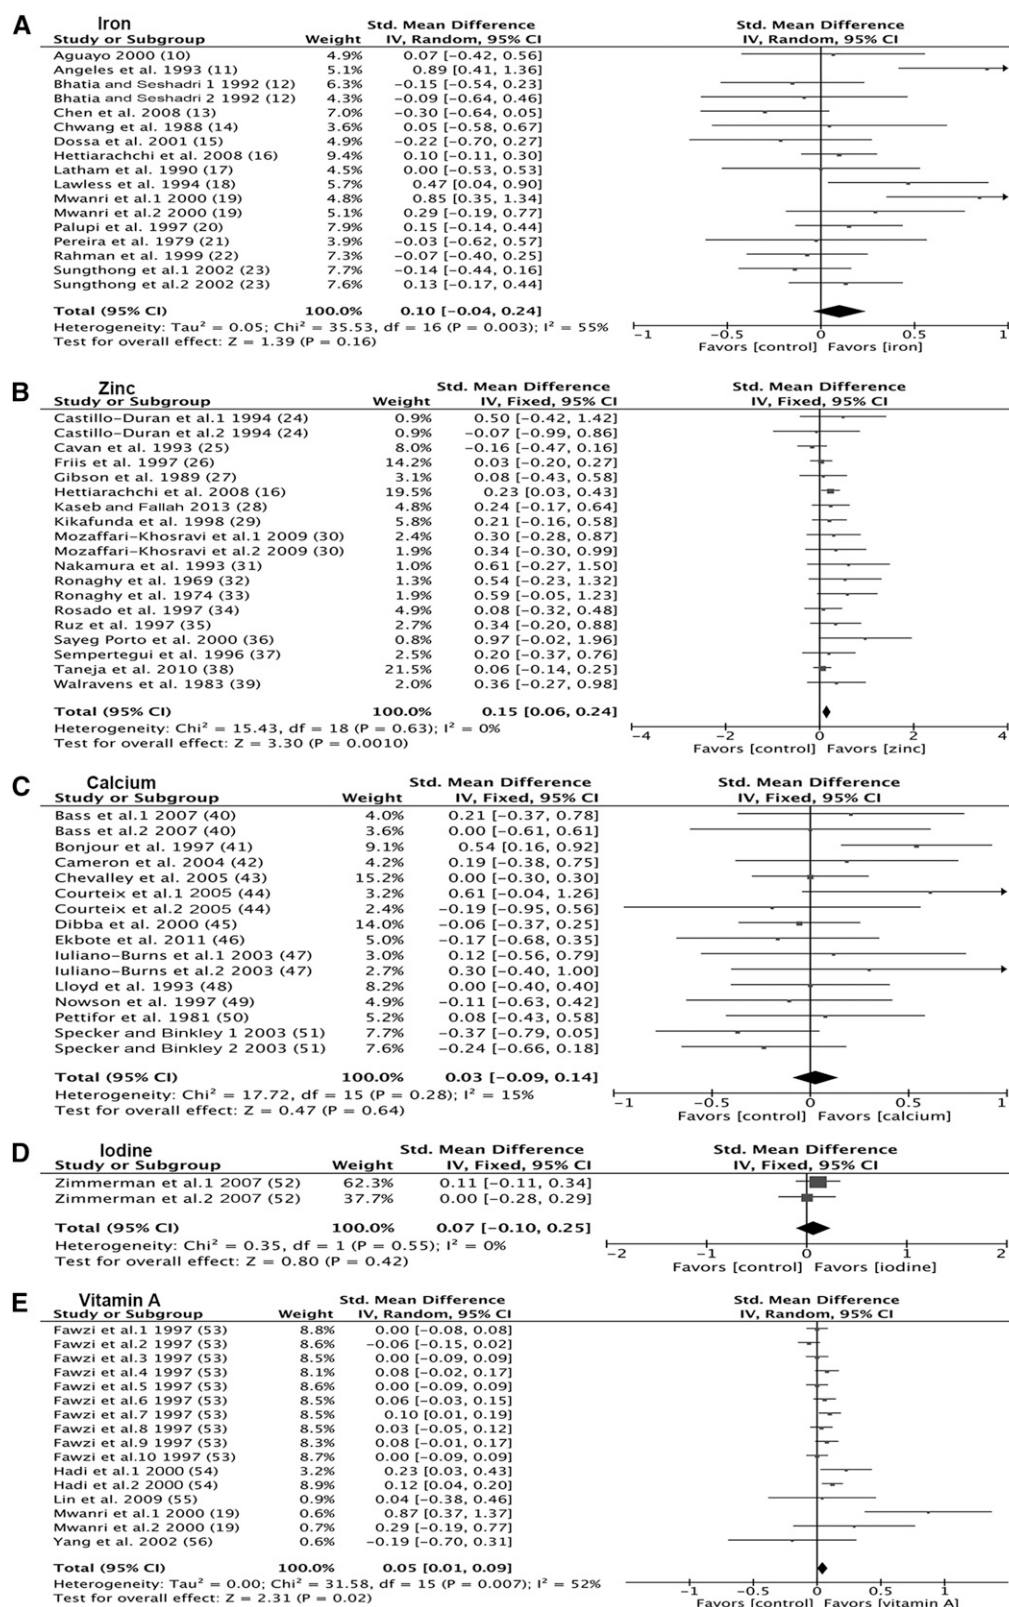 A Iron Std. Mean Difference Std. Mean Difference
Study or Subgroup Weight IV, Random, 95% CI IV, Random, 95% CI
Aguayo 2000 (10) 4.9% 0.07 [−0.42, 0.56]
Angeles et al. 1993 (11) 5.1% 0.89 [0.41, 1.36]
Bhatia and Seshadri 1 1992 (12) 6.3% −0.15 [−0.54, 0.23]
Bhatia and Seshadri 2 1992 (12) 4.3% −0.09 [−0.64, 0.46]
Chen et al. 2008 (13) 7.0% −0.30 [−0.64, 0.05]
Chwang et al. 1988 (14) 3.6% 0.05 [−0.58, 0.67]
Dossa et al. 2001 (15) 4.9% −0.22 [−0.70, 0.27]
Hettiarachchi et al. 2008 (16) 9.4% 0.10 [−0.11, 0.30]
Latham et al. 1990 (17) 4.5% 0.00 [−0.53, 0.53]
Lawless et al. 1994 (18) 5.7% 0.47 [0.04, 0.90]
Mwanri et al.1 2000 (19) 4.8% 0.85 [0.35, 1.34]
Mwanri et al.2 2000 (19) 5.1% 0.29 [−0.19, 0.77]
Palupi et al. 1997 (20) 7.9% 0.15 [−0.14, 0.44]
Pereira et al. 1979 (21) 3.9% −0.03 [−0.62, 0.57]
Rahman et al. 1999 (22) 7.3% −0.07 [−0.40, 0.25]
Sungthong et al.1 2002 (23) 7.7% −0.14 [−0.44, 0.16]
Sungthong et al.2 2002 (23) 7.6% 0.13 [−0.17, 0.44]
Total (95% CI) 100.0% 0.10 [−0.04, 0.24]
Heterogeneity: Tau² = 0.05; Chi² = 35.53, df = 16 (P = 0.003); I² = 55%
Test for overall effect: Z = 1.39 (P = 0.16)
−1 −0.5 0 0.5 1
Favors [control] Favors [iron]
B Zinc Std. Mean Difference Std. Mean Difference
Study or Subgroup Weight IV, Fixed, 95% CI IV, Fixed, 95% CI
Castillo−Duran et al.1 1994 (24) 0.9% 0.50 [−0.42, 1.42]
Castillo−Duran et al.2 1994 (24) 0.9% −0.07 [−0.99, 0.86]
Cavan et al. 1993 (25) 8.0% −0.16 [−0.47, 0.16]
Friis et al. 1997 (26) 14.2% 0.03 [−0.20, 0.27]
Gibson et al. 1989 (27) 3.1% 0.08 [−0.43, 0.58]
Hettiarachchi et al. 2008 (16) 19.5% 0.23 [0.03, 0.43]
Kaseb and Fallah 2013 (28) 4.8% 0.24 [−0.17, 0.64]
Kikafunda et al. 1998 (29) 5.8% 0.21 [−0.16, 0.58]
Mozaffari−Khosravi et al.1 2009 (30) 2.4% 0.30 [−0.28, 0.87]
Mozaffari−Khosravi et al.2 2009 (30) 1.9% 0.34 [−0.30, 0.99]
Nakamura et al. 1993 (31) 1.0% 0.61 [−0.27, 1.50]
Ronaghy et al. 1969 (32) 1.3% 0.54 [−0.23, 1.32]
Ronaghy et al. 1974 (33) 1.9% 0.59 [−0.05, 1.23]
Rosado et al. 1997 (34) 4.9% 0.08 [−0.32, 0.48]
Ruz et al. 1997 (35) 2.7% 0.34 [−0.20, 0.88]
Sayeg Porto et al. 2000 (36) 0.8% 0.97 [−0.02, 1.96]
Sempertegui et al. 1996 (37) 2.5% 0.20 [−0.37, 0.76]
Taneja et al. 2010 (38) 21.5% 0.06 [−0.14, 0.25]
Walravens et al. 1983 (39) 2.0% 0.36 [−0.27, 0.98]
Total (95% CI) 100.0% 0.15 [0.06, 0.24]
Heterogeneity: Chi² = 15.43, df = 18 (P = 0.63); I² = 0%
Test for overall effect: Z = 3.30 (P = 0.0010)
−4 −2 0 2 4
Favors [control] Favors [zinc]
C Calcium Std. Mean Difference Std. Mean Difference
Study or Subgroup Weight IV, Fixed, 95% CI IV, Fixed, 95% CI
Bass et al.1 2007 (40) 4.0% 0.21 [−0.37, 0.78]
Bass et al.2 2007 (40) 3.6% 0.00 [−0.61, 0.61]
Bonjour et al. 1997 (41) 9.1% 0.54 [0.16, 0.92]
Cameron et al. 2004 (42) 4.2% 0.19 [−0.38, 0.75]
Chevalley et al. 2005 (43) 15.2% 0.00 [−0.30, 0.30]
Courteix et al.1 2005 (44) 3.2% 0.61 [−0.04, 1.26]
Courteix et al.2 2005 (44) 2.4% −0.19 [−0.95, 0.56]
Dibba et al. 2000 (45) 14.0% −0.06 [−0.37, 0.25]
Ekbote et al. 2011 (46) 5.0% −0.17 [−0.68, 0.35]
Iuliano−Burns et al.1 2003 (47) 3.0% 0.12 [−0.56, 0.79]
Iuliano−Burns et al.2 2003 (47) 2.7% 0.30 [−0.40, 1.00]
Lloyd et al. 1993 (48) 8.2% 0.00 [−0.40, 0.40]
Nowson et al. 1997 (49) 4.9% −0.11 [−0.63, 0.42]
Pettifor et al. 1981 (50) 5.2% 0.08 [−0.43, 0.58]
Specker and Binkley 1 2003 (51) 7.7% −0.37 [−0.79, 0.05]
Specker and Binkley 2 2003 (51) 7.6% −0.24 [−0.66, 0.18]
Total (95% CI) 100.0% 0.03 [−0.09, 0.14]
Heterogeneity: Chi² = 17.72, df = 15 (P = 0.28); I² = 15%
Test for overall effect: Z = 0.47 (P = 0.64)
−1 −0.5 0 0.5 1
Favors [control] Favors [calcium]
D Iodine Std. Mean Difference Std. Mean Difference
Study or Subgroup Weight IV, Fixed, 95% CI IV, Fixed, 95% CI
Zimmerman et al.1 2007 (52) 62.3% 0.11 [−0.11, 0.34]
Zimmerman et al.2 2007 (52) 37.7% 0.00 [−0.28, 0.29]
Total (95% CI) 100.0% 0.07 [−0.10, 0.25]
Heterogeneity: Chi² = 0.35, df = 1 (P = 0.55); I² = 0%
Test for overall effect: Z = 0.80 (P = 0.42)
−2 −1 0 1 2
Favors [control] Favors [iodine]
E Vitamin A Std. Mean Difference Std. Mean Difference
Study or Subgroup Weight IV, Random, 95% CI IV, Random, 95% CI
Fawzi et al.1 1997 (53) 8.8% 0.00 [−0.08, 0.08]
Fawzi et al.2 1997 (53) 8.6% −0.06 [−0.15, 0.02]
Fawzi et al.3 1997 (53) 8.5% 0.00 [−0.09, 0.09]
Fawzi et al.4 1997 (53) 8.1% 0.08 [−0.02, 0.17]
Fawzi et al.5 1997 (53) 8.6% 0.00 [−0.09, 0.09]
Fawzi et al.6 1997 (53) 8.5% 0.06 [−0.03, 0.15]
Fawzi et al.7 1997 (53) 8.5% 0.10 [0.01, 0.19]
Fawzi et al.8 1997 (53) 8.5% 0.03 [−0.05, 0.12]
Fawzi et al.9 1997 (53) 8.3% 0.08 [−0.01, 0.17]
Fawzi et al.10 1997 (53) 8.7% 0.00 [−0.09, 0.09]
Hadi et al.1 2000 (54) 3.2% 0.23 [0.03, 0.43]
Hadi et al.2 2000 (54) 8.9% 0.12 [0.04, 0.20]
Lin et al. 2009 (55) 0.9% 0.04 [−0.38, 0.46]
Mwanri et al.1 2000 (19) 0.6% 0.87 [0.37, 1.37]
Mwanri et al.2 2000 (19) 0.7% 0.29 [−0.19, 0.77]
Yang et al. 2002 (56) 0.6% −0.19 [−0.70, 0.31]
Total (95% CI) 100.0% 0.05 [0.01, 0.09]
Heterogeneity: Tau² = 0.00; Chi² = 31.58, df = 15 (P = 0.007); I² = 52%
Test for overall effect: Z = 2.31 (P = 0.02)
−1 −0.5 0 0.5 1
Favors [control] Favors [vitamin A]